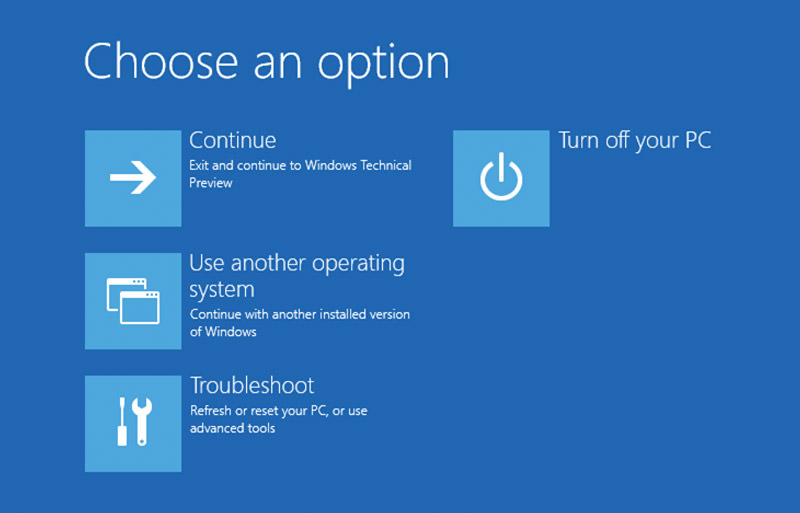 Choose an option
Continue
Exit and continue to Windows Technical
Preview
Turn off your PC
Use another operating
system
Continue with another installed version
of Windows
Troubleshoot
Refresh or reset your PC, or use
advanced tools